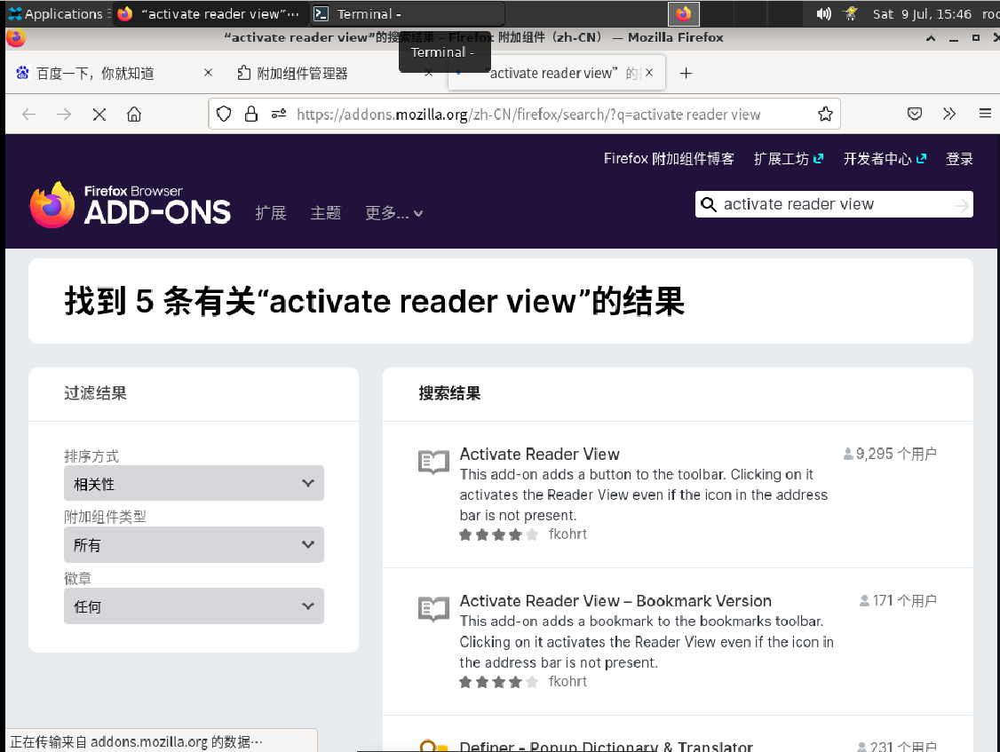 Applications
“activate reader view”…
Terminal -
Sat 9 Jul, 15:46
“activate reader view”的搜索结果 - Firefox 附加组件（zh-CN） — Mozilla Firefox
Terminal -
百度一下，你就知道
附加组件管理器
“activate reader view” 的
https://addons.mozilla.org/zh-CN/firefox/search/?q=activate reader view
Firefox 附加组件博客
扩展工坊
开发者中心
登录
Firefox Browser
ADD-ONS
扩展
主题
更多…
activate reader view
找到 5 条有关“activate reader view”的结果
过滤结果
排序方式
相关性
附加组件类型
所有
徽章
任何
搜索结果
Activate Reader View
9,295 个用户
This add-on adds a button to the toolbar. Clicking on it
activates the Reader View even if the icon in the address
bar is not present.
fkohrt
Activate Reader View – Bookmark Version
171 个用户
This add-on adds a bookmark to the bookmarks toolbar.
Clicking on it activates the Reader View even if the icon in
the address bar is not present.
fkohrt
Definer - Popup Dictionary & Translator
231 个用户
正在传输来自 addons.mozilla.org 的数据…